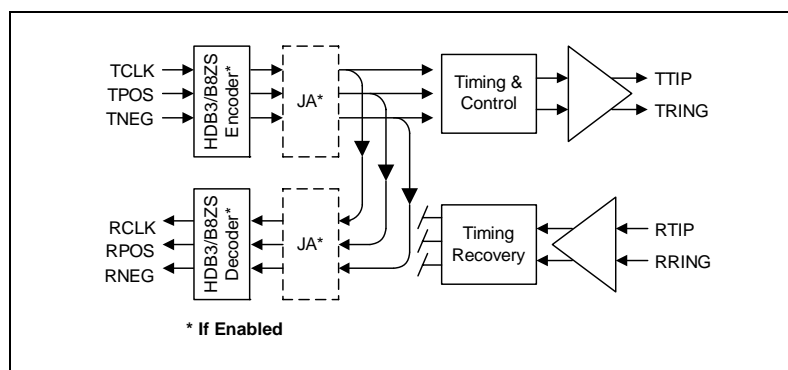 TCLK
TPOS
TNEG
HDB3/B8ZS
Encoder*
JA*
Timing &
Control
TTIP
TRING
RCLK
RPOS
RNEG
HDB3/B8ZS
Decoder*
JA*
Timing
Recovery
RTIP
RRING
* If Enabled